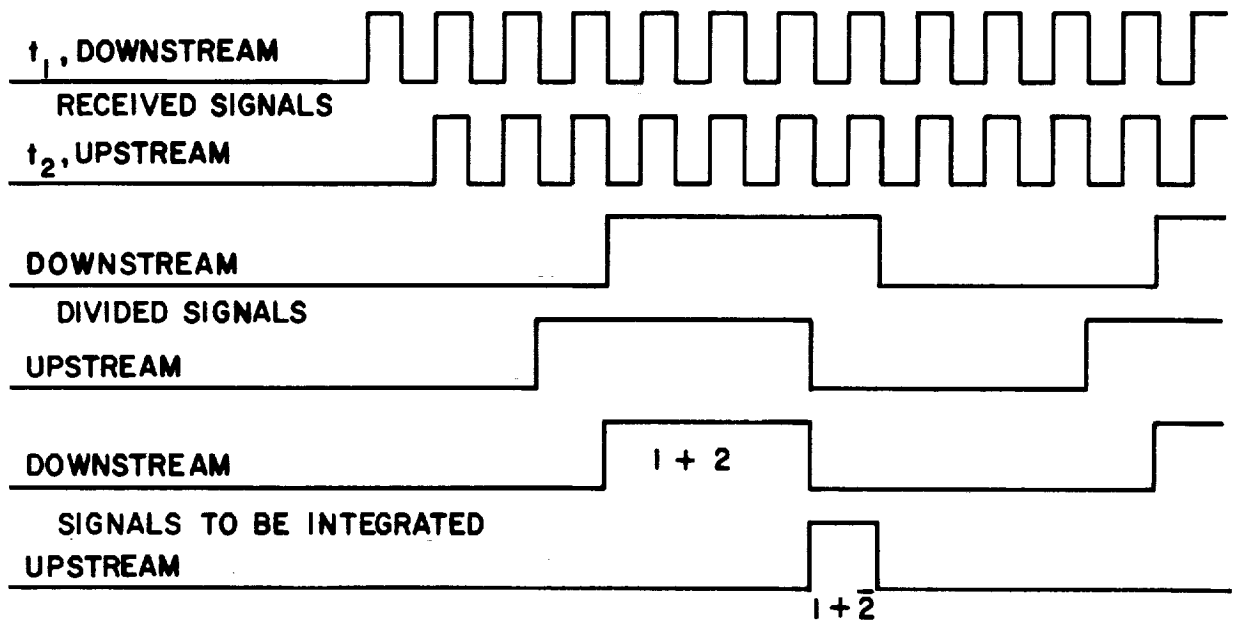 t₁, DOWNSTREAM
RECEIVED SIGNALS
t₂, UPSTREAM
DOWNSTREAM
DIVIDED SIGNALS
UPSTREAM
DOWNSTREAM
1 + 2
SIGNALS TO BE INTEGRATED
UPSTREAM
1 + 2̅